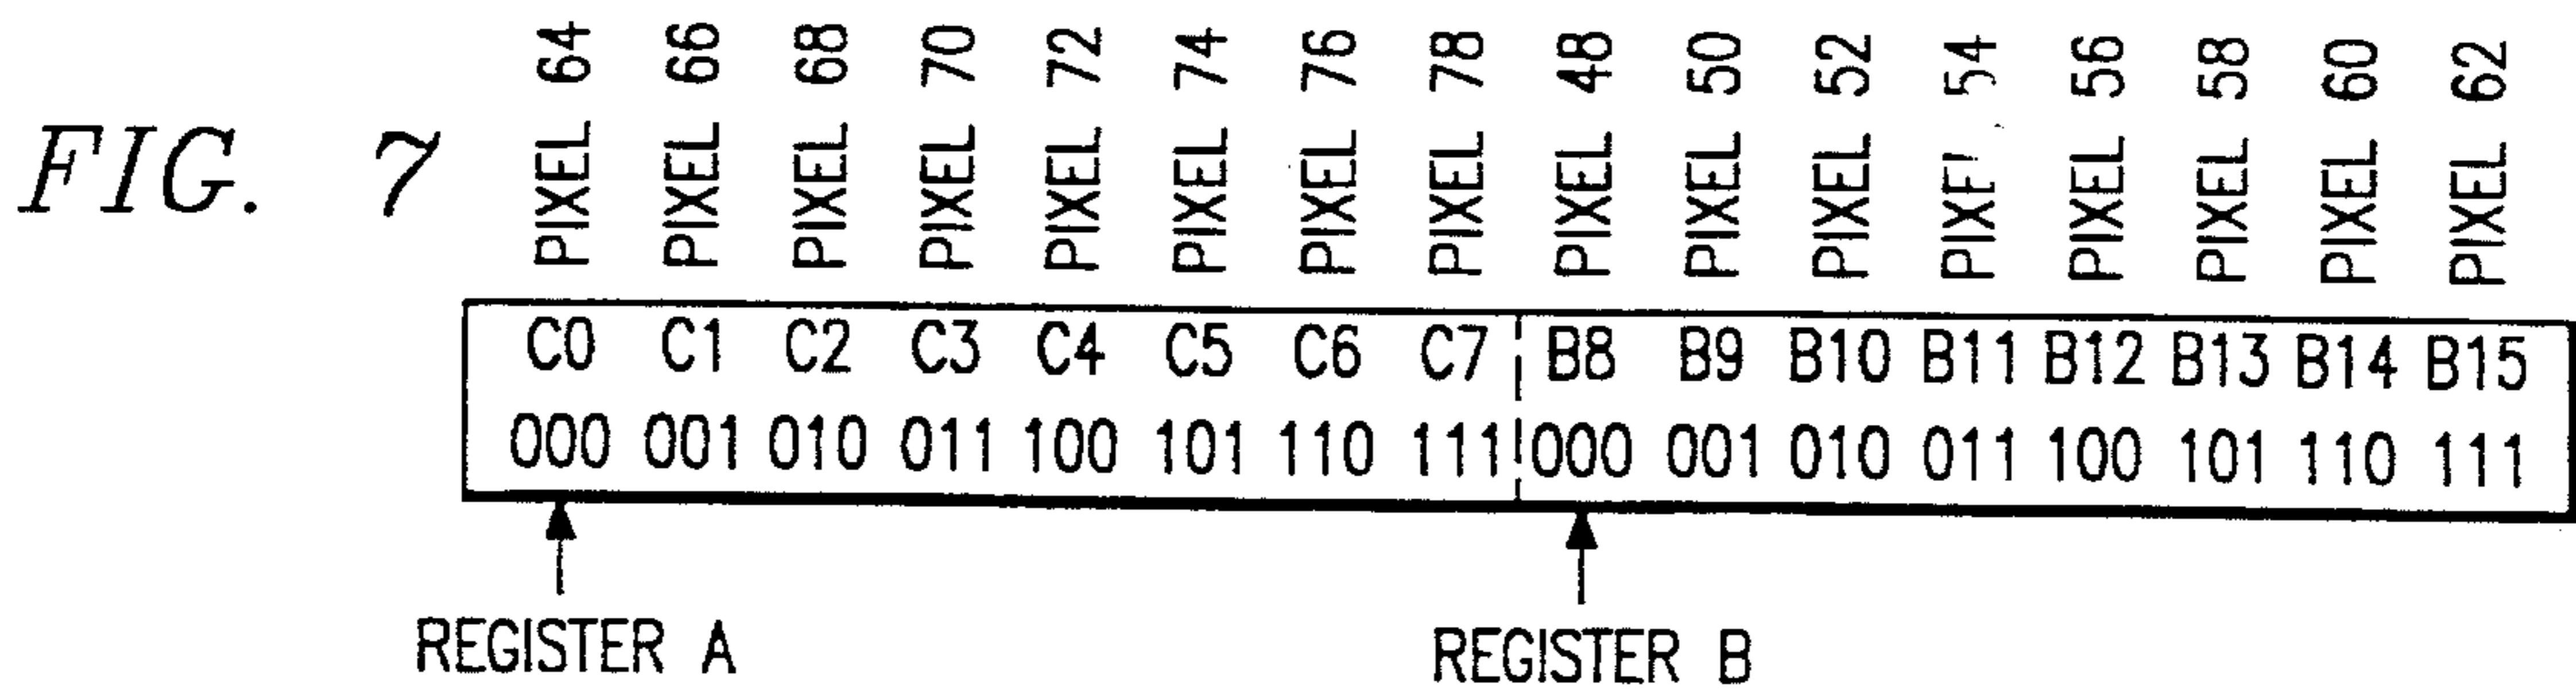 FIG. 7
PIXEL 64
PIXEL 66
PIXEL 68
PIXEL 70
PIXEL 72
PIXEL 74
PIXEL 76
PIXEL 78
PIXEL 48
PIXEL 50
PIXEL 52
PIXEL 54
PIXEL 56
PIXEL 58
PIXEL 60
PIXEL 62
C0 C1 C2 C3 C4 C5 C6 C7 B8 B9 B10 B11 B12 B13 B14 B15
000 001 010 011 100 101 110 111 000 001 010 011 100 101 110 111
REGISTER A REGISTER B